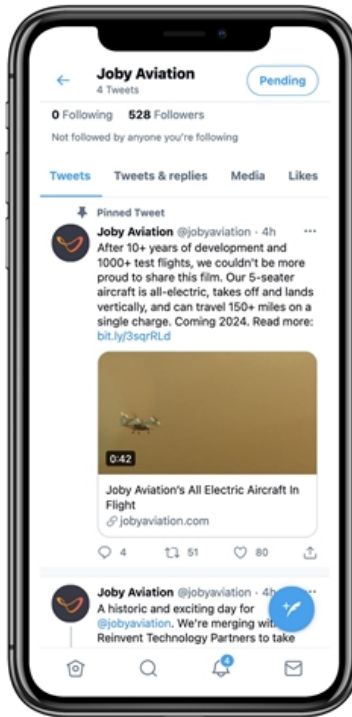 Joby Aviation
4 Tweets
Pending
0 Following 528 Followers
Not followed by anyone you're following
Tweets Tweets & replies Media Likes
Pinned Tweet
Joby Aviation @jobyaviation · 4h
After 10+ years of development and
1000+ test flights, we couldn't be more
proud to share this film. Our 5-seater
aircraft is all-electric, takes off and lands
vertically, and can travel 150+ miles on a
single charge. Coming 2024. Read more:
bit.ly/3sqrRLd
0:42
Joby Aviation's All Electric Aircraft In
Flight
jobyaviation.com
4 51 80
Joby Aviation @jobyaviation · 4h
A historic and exciting day for
@jobyaviation. We're merging with
Reinvent Technology Partners to take
4